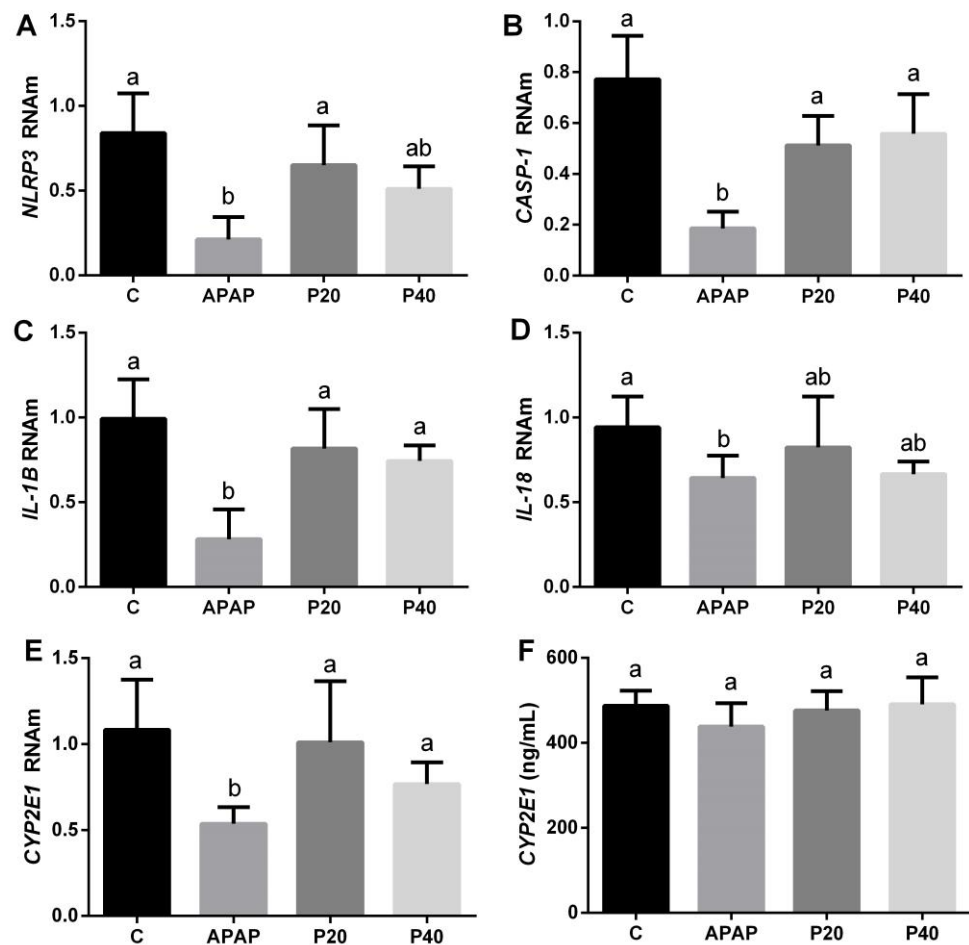 A
NLRP3 RNAm
1.5
1.0
0.5
0.0
a
b
a
ab
C APAP P20 P40
B
CASP-1 RNAm
1.0
0.8
0.6
0.4
0.2
0.0
a
b
a
a
C APAP P20 P40
C
IL-1B RNAm
1.5
1.0
0.5
0.0
a
b
a
a
C APAP P20 P40
D
IL-18 RNAm
1.5
1.0
0.5
0.0
a
b
ab
ab
C APAP P20 P40
E
CYP2E1 RNAm
1.5
1.0
0.5
0.0
a
b
a
a
C APAP P20 P40
F
CYP2E1 (ng/mL)
600
400
200
0
a
a
a
a
C APAP P20 P40